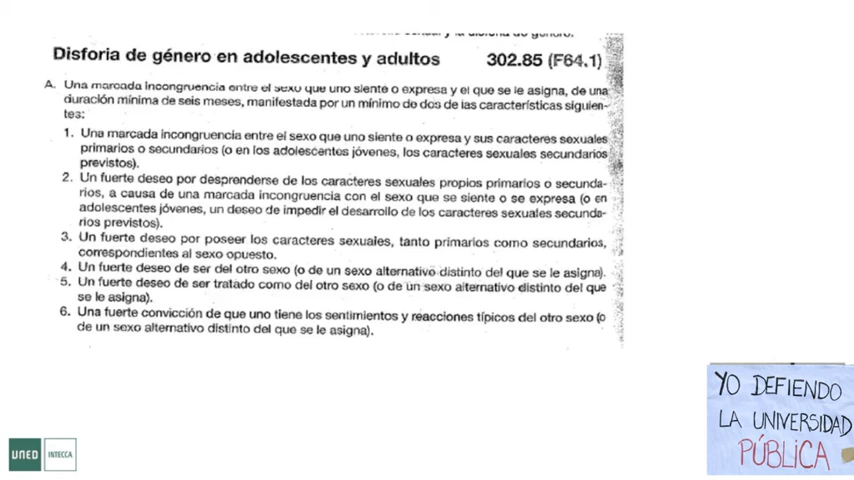 Disforia de género en adolescentes y adultos 302.85 (F64.1)
A. Una marcada incongruencia entre el sexo que uno siente o expresa y el que se le asigna, de una
duración mínima de seis meses, manifestada por un mínimo de dos de las características siguien-
tes:
1. Una marcada incongruencia entre el sexo que uno siente o expresa y sus caracteres sexuales
primarios o secundarios (o en los adolescentes jóvenes, los caracteres sexuales secundarios
previstos).
2. Un fuerte deseo por desprenderse de los caracteres sexuales propios primarios o secunda-
rios, a causa de una marcada incongruencia con el sexo que se siente o se expresa (o en
adolescentes jóvenes, un deseo de impedir el desarrollo de los caracteres sexuales secunda-
rios previstos).
3. Un fuerte deseo por poseer los caracteres sexuales, tanto primarios como secundarios,
correspondientes al sexo opuesto.
4. Un fuerte deseo de ser del otro sexo (o de un sexo alternativo distinto del que se le asigna).
5. Un fuerte deseo de ser tratado como del otro sexo (o de un sexo alternativo distinto del que
se le asigna).
6. Una fuerte convicción de que uno tiene los sentimientos y reacciones típicos del otro sexo (o
de un sexo alternativo distinto del que se le asigna).
YO DEFIENDO
LA UNIVERSIDAD
PÚBLICA
UNED INTECCA